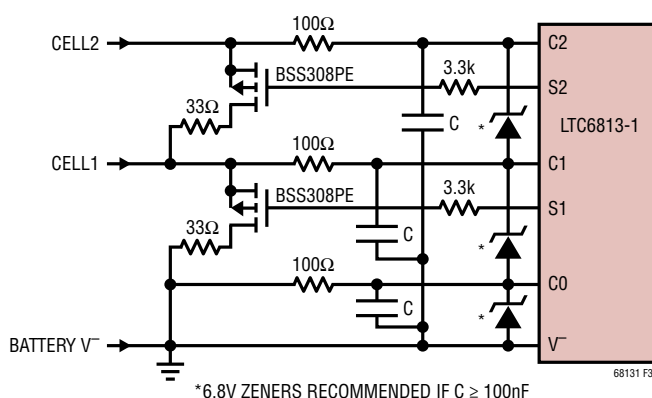 100Ω
CELL2
C2
BSS308PE
3.3k
S2
33Ω
LTC6813-1
* C
100Ω
CELL1
C1
BSS308PE
3.3k
S1
33Ω
C
*
100Ω
C0
C
*
BATTERY V–
V–
68131 F3
*6.8V ZENERS RECOMMENDED IF C ≥ 100nF